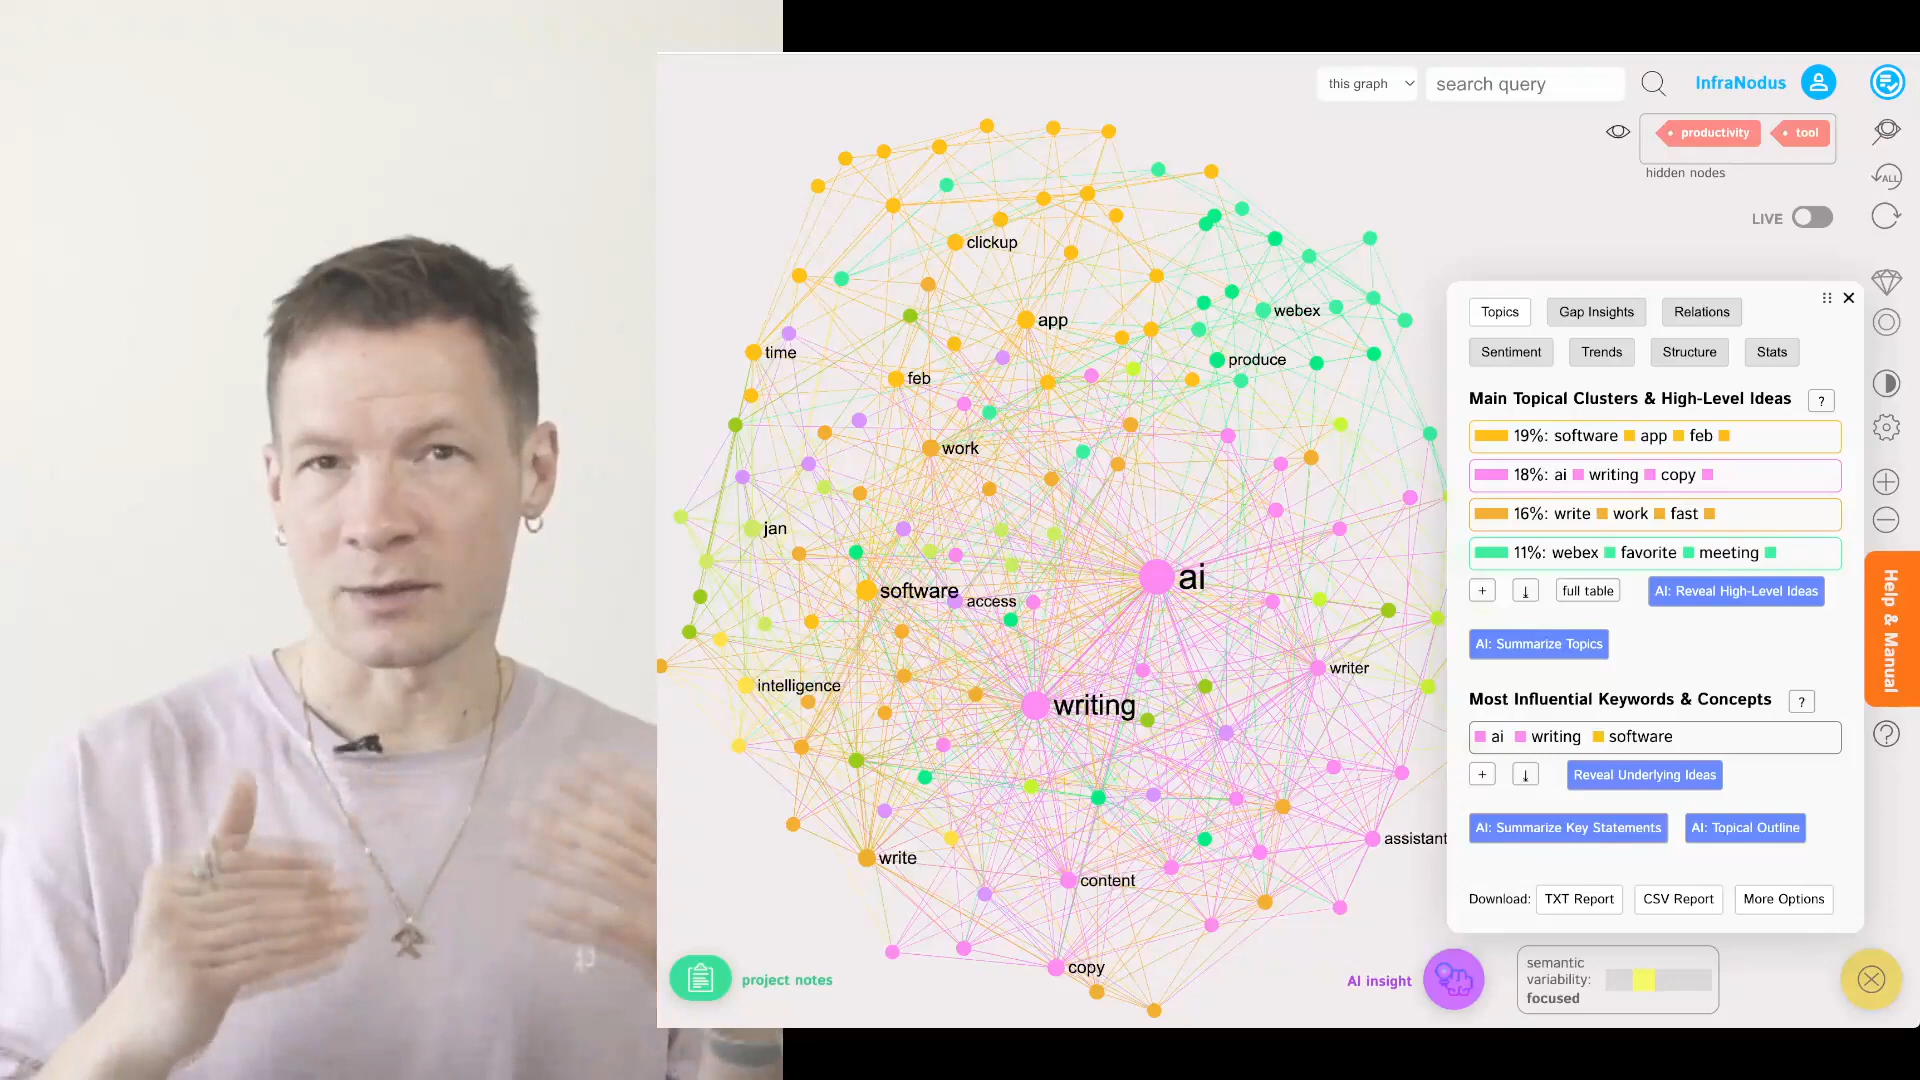 this graph
search query
InfraNodus
productivity
tool
hidden nodes
ALL
LIVE
clickup
app
webex
time
produce
feb
work
jan
ai
software
access
writer
intelligence
writing
assistant
write
content
copy
Topics
Gap Insights
Relations
Sentiment
Trends
Structure
Stats
Main Topical Clusters & High-Level Ideas
?
19%: software app feb
18%: ai writing copy
16%: write work fast
11%: webex favorite meeting
+
↓
full table
AI: Reveal High-Level Ideas
AI: Summarize Topics
Most Influential Keywords & Concepts
?
ai writing software
+
↓
Reveal Underlying Ideas
AI: Summarize Key Statements
AI: Topical Outline
Download:
TXT Report
CSV Report
More Options
Help & Manual
?
project notes
AI insight
semantic
variability:
focused